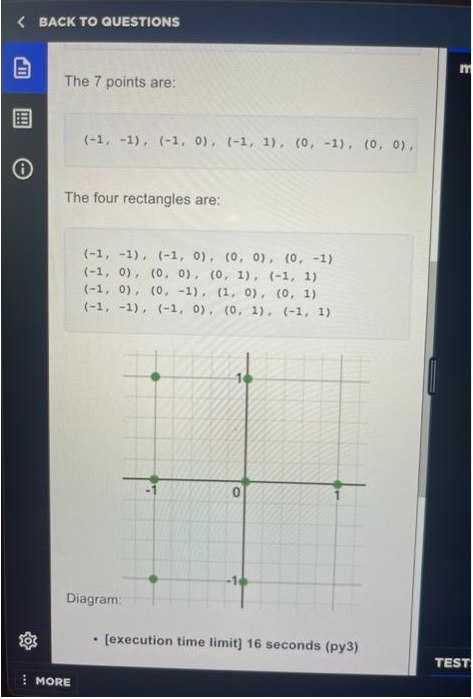 < BACK TO QUESTIONS
The 7 points are:
(-1, -1), (-1, 0), (-1, 1), (0, -1), (0, 0),
The four rectangles are:
(-1, -1), (-1, 0), (0, 0), (0, -1)
(-1, 0), (0, 0), (0, 1), (-1, 1)
(-1, 0), (0, -1), (1, 0), (0, 1)
(-1, -1), (-1, 0), (0, 1), (-1, 1)
1
-1 0 1
-1
Diagram:
• [execution time limit] 16 seconds (py3)
TEST
MORE